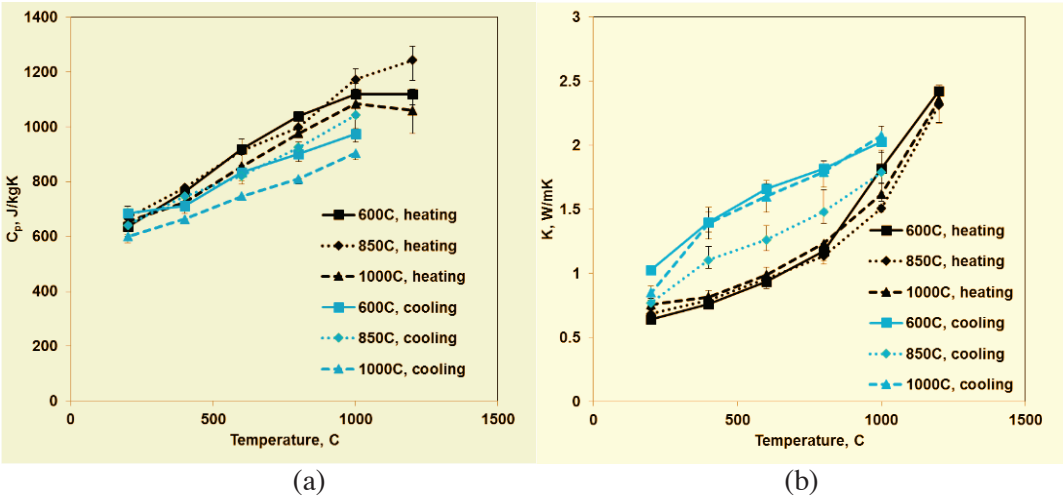 1400
1200
1000
800
600
400
200
0
0
500
1000
1500
Cp, J/kgK
Temperature, C
600C, heating
850C, heating
1000C, heating
600C, cooling
850C, cooling
1000C, cooling
(a)
3
2.5
2
1.5
1
0.5
0
0
500
1000
1500
K, W/mK
Temperature, C
600C, heating
850C, heating
1000C, heating
600C, cooling
850C, cooling
1000C, cooling
(b)